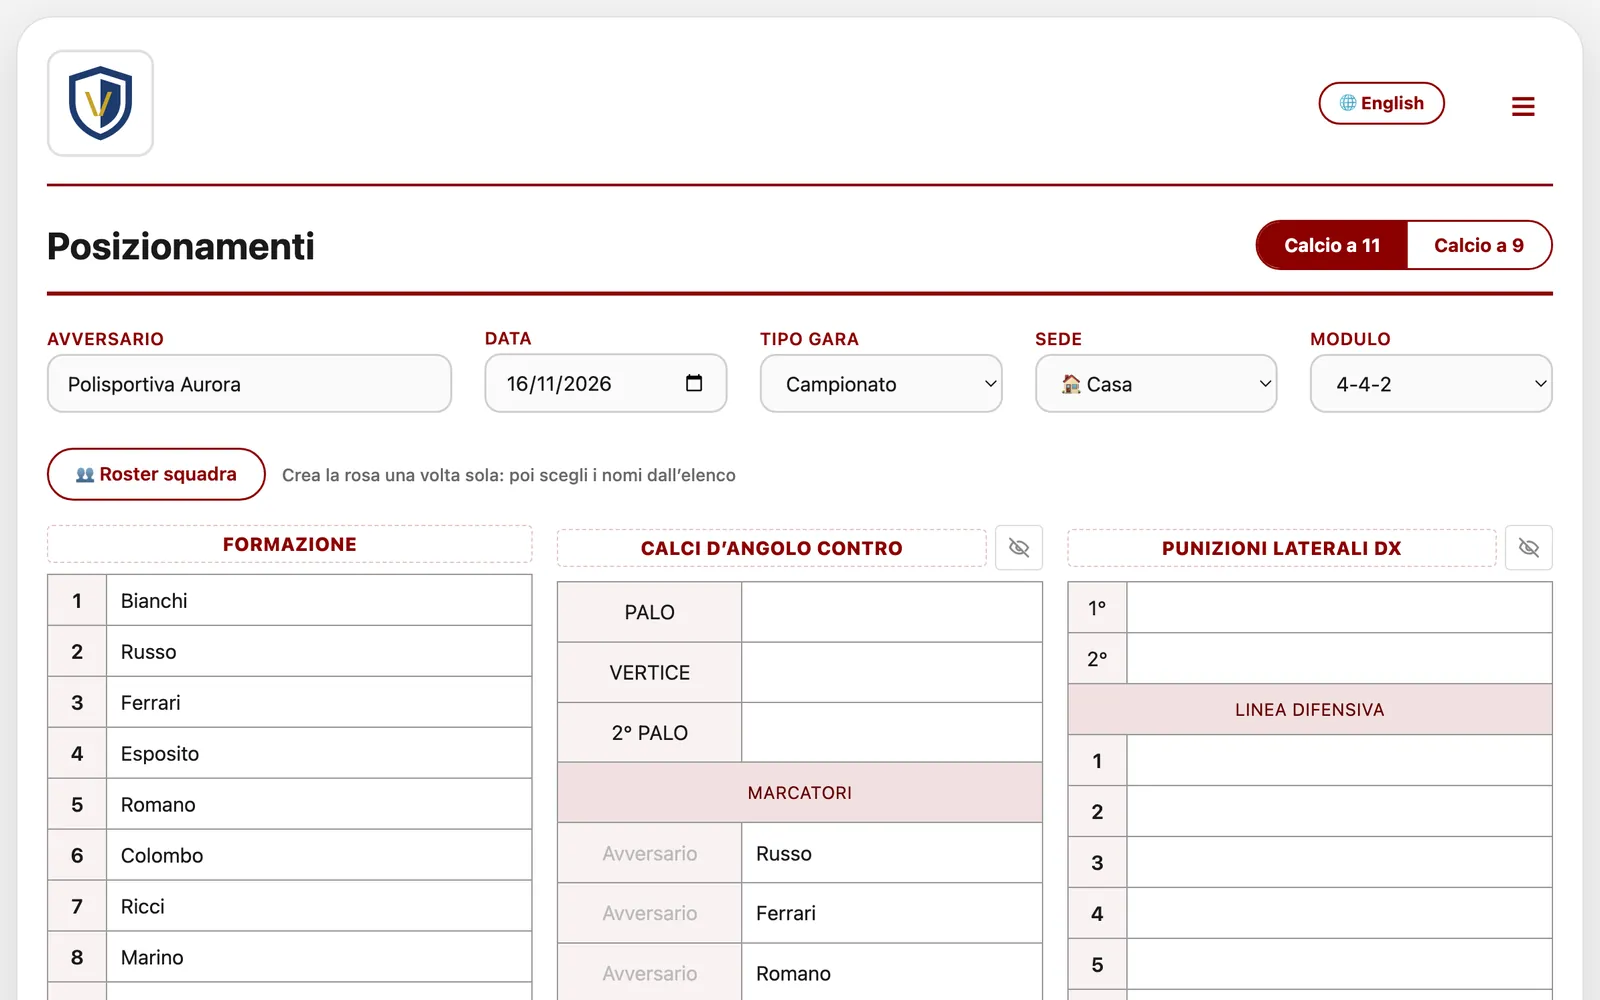 V
🌐 English
Posizionamenti
Calcio a 11
Calcio a 9
AVVERSARIO
DATA
TIPO GARA
SEDE
MODULO
Polisportiva Aurora
16/11/2026
Campionato
🏠 Casa
4-4-2
👥 Roster squadra
Crea la rosa una volta sola: poi scegli i nomi dall’elenco
FORMAZIONE
1 Bianchi
2 Russo
3 Ferrari
4 Esposito
5 Romano
6 Colombo
7 Ricci
8 Marino
CALCI D’ANGOLO CONTRO
PALO
VERTICE
2° PALO
MARCATORI
Avversario Russo
Avversario Ferrari
Avversario Romano
PUNIZIONI LATERALI DX
1°
2°
LINEA DIFENSIVA
1
2
3
4
5